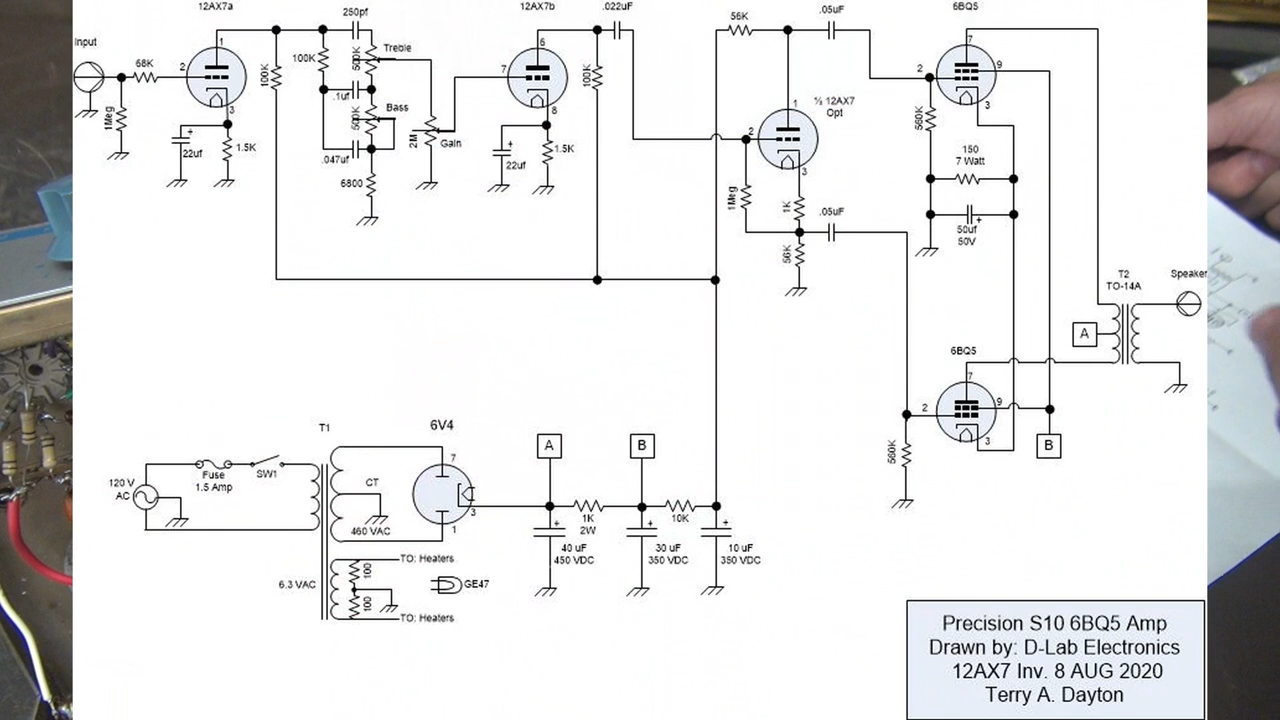 12AX7a
250pf
12AX7b
.022uF
56K
.05uF
6BQ5
Input
68K
1Meg
2
1
3
22uf
1.5K
100K
100K
500K
Treble
.1uf
500K
Bass
.047uf
6800
2M
Gain
7
6
8
22uf
1.5K
100K
1
2
3
½ 12AX7
Opt
1Meg
1K
.05uF
56K
2
7
9
3
560K
150
7 Watt
50uf
50V
T2
TO-14A
Speaker
A
6BQ5
7
2
9
3
B
560K
T1
6V4
120 V
AC
Fuse
1.5 Amp
SW1
CT
460 VAC
7
3
1
A
B
1K
2W
10K
40 uF
450 VDC
30 uF
350 VDC
10 uF
350 VDC
6.3 VAC
100
100
TO: Heaters
GE47
TO: Heaters
Precision S10 6BQ5 Amp
Drawn by: D-Lab Electronics
12AX7 Inv. 8 AUG 2020
Terry A. Dayton